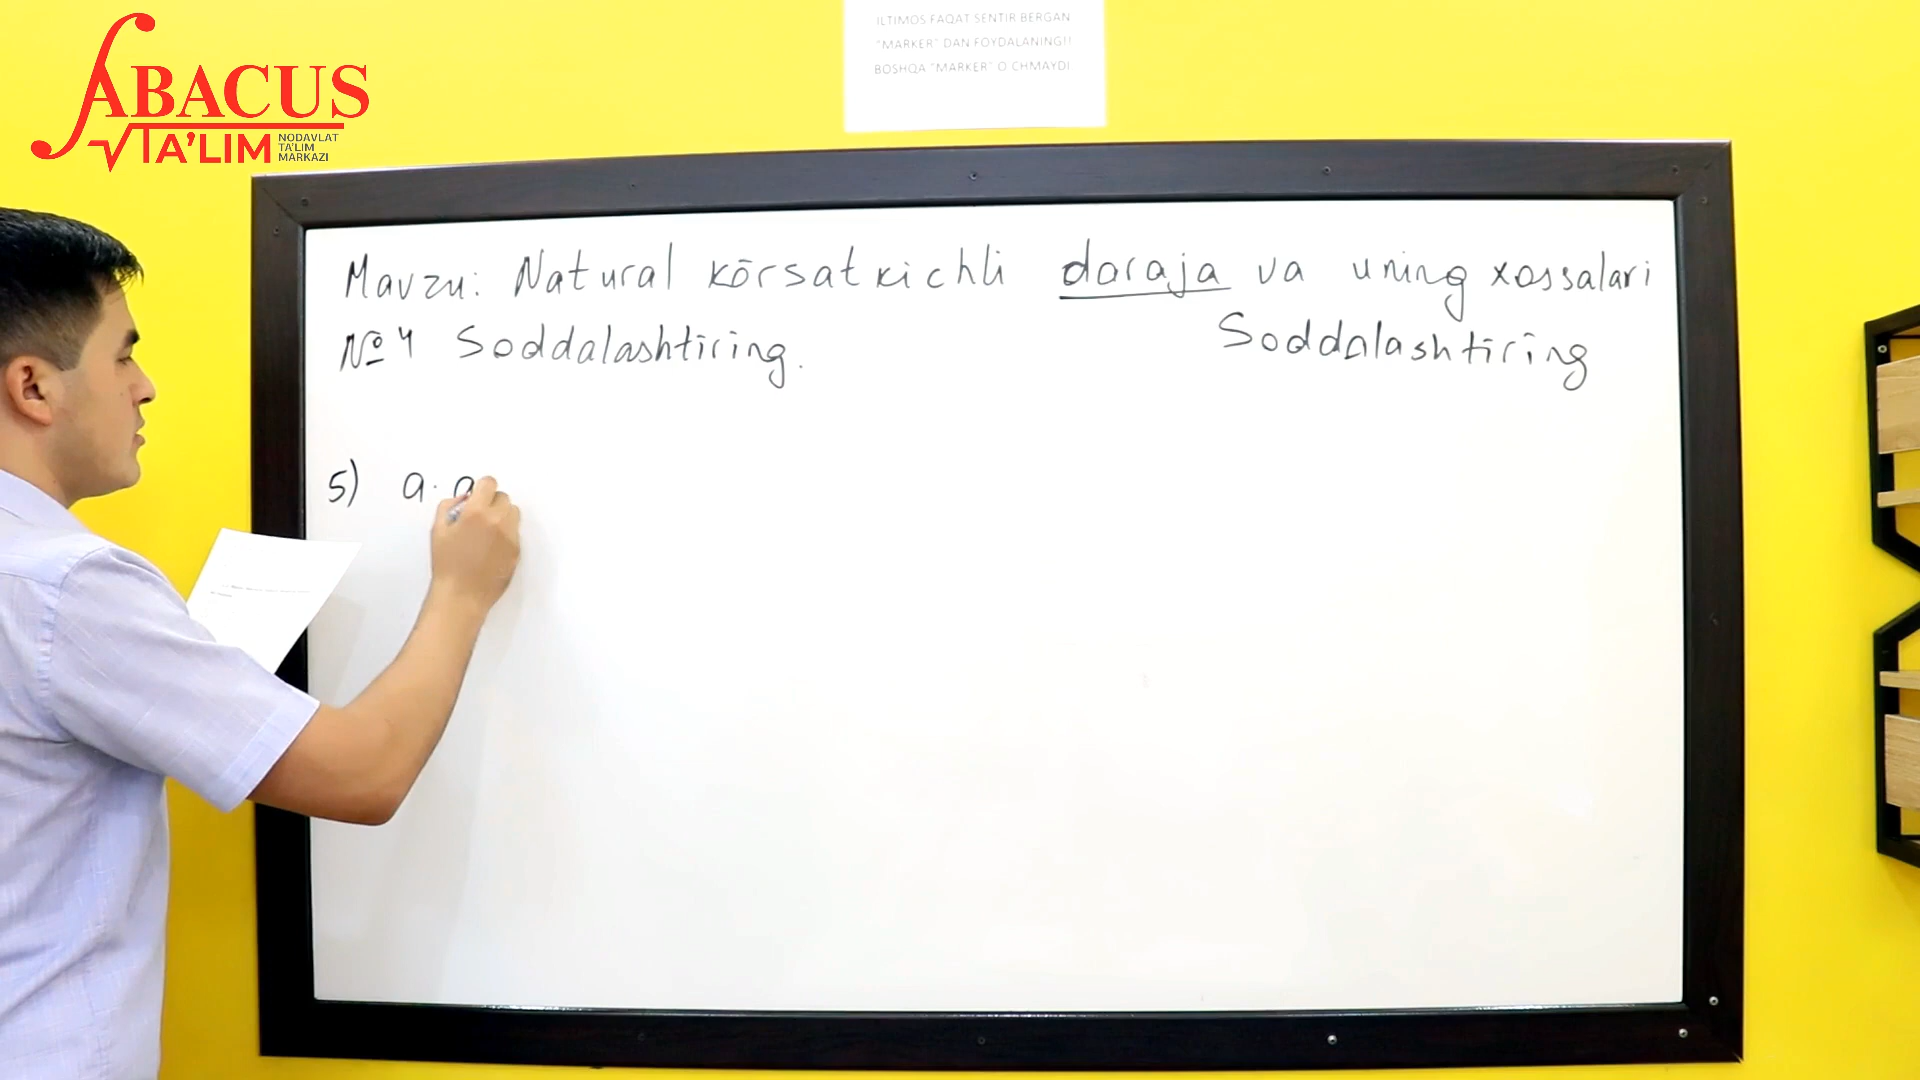 ABACUS
TA'LIM NODAVLAT TA'LIM MARKAZI
ILTIMOS FAQAT SENTIR BERGAN
"MARKER" DAN FOYDALANING!!
BOSHQA "MARKER" O CHMAYDI
Mavzu: Natural kōrsatkichli daraja va uning xossalari
№4 Soddalashtiring. Soddalashtiring
5) a·a